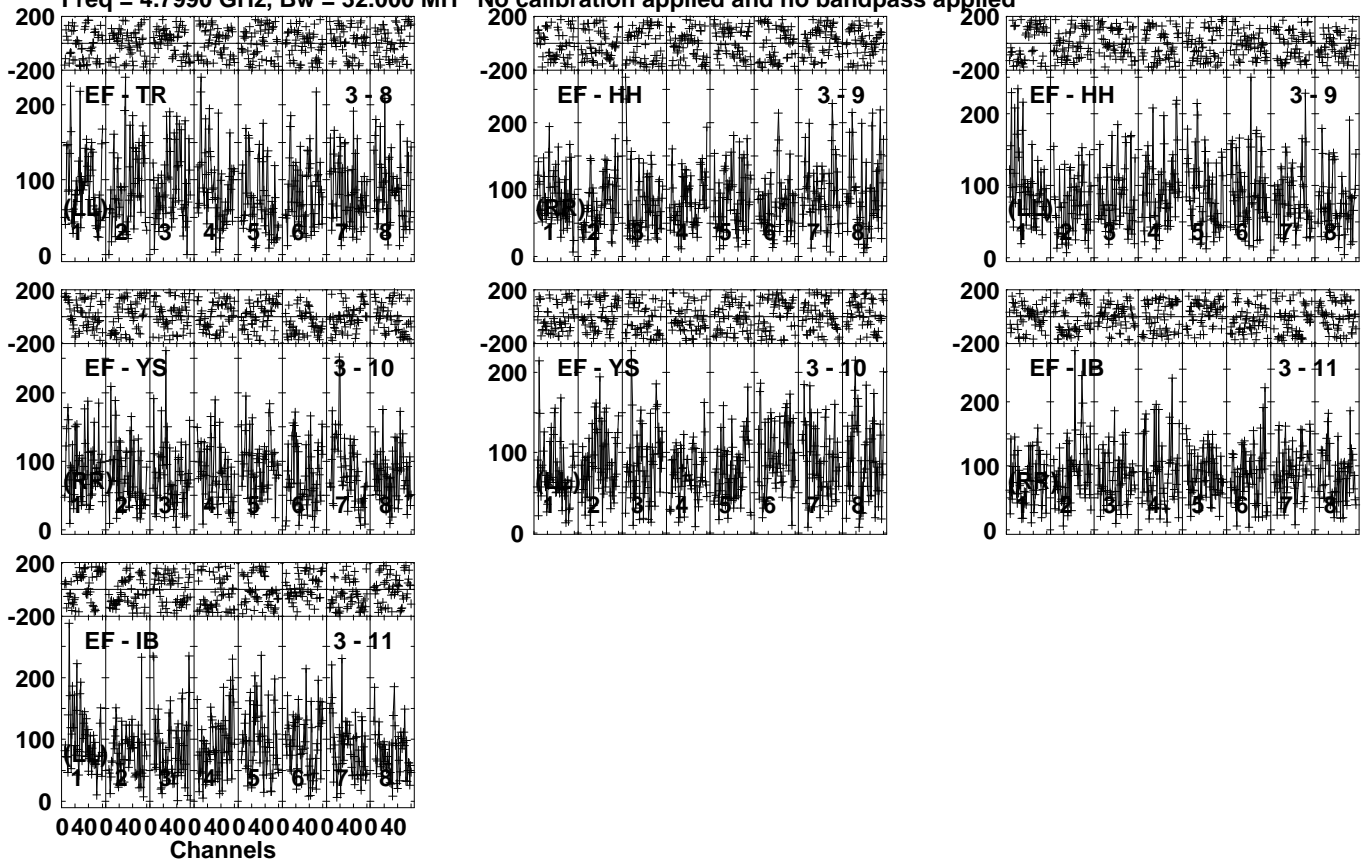 Freq = 4.7990 GHz, Bw = 32.000 MH No calibration applied and no bandpass applied
200
-200
EF - TR 3 - 8
200
100
0
(LL)
1 2 3 4 5 6 7 8
200
-200
EF - HH 3 - 9
200
100
0
(RR)
1 2 3 4 5 6 7 8
200
-200
EF - HH 3 - 9
200
100
0
(LL)
1 2 3 4 5 6 7 8
200
-200
EF - YS 3 - 10
200
100
0
(RR)
1 2 3 4 5 6 7 8
200
-200
EF - YS 3 - 10
200
100
0
(LL)
1 2 3 4 5 6 7 8
200
-200
EF - IB 3 - 11
200
100
0
(RR)
1 2 3 4 5 6 7 8
200
-200
EF - IB 3 - 11
200
100
0
(LL)
1 2 3 4 5 6 7 8
0 40 0 40 0 40 0 40 0 40 0 40 0 40 0 40
Channels